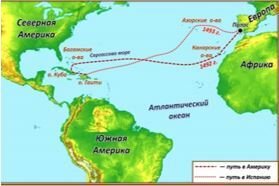 Северная
Америка
Азорские о-ва
Европа
Палос
1493 г.
Багамские
о-ва
Саргассово море
Канарские
о-ва
1492 г.
Африка
о. Куба
о. Гаити
Атлантический
океан
Южная
Америка
путь в Америку
путь в Испанию